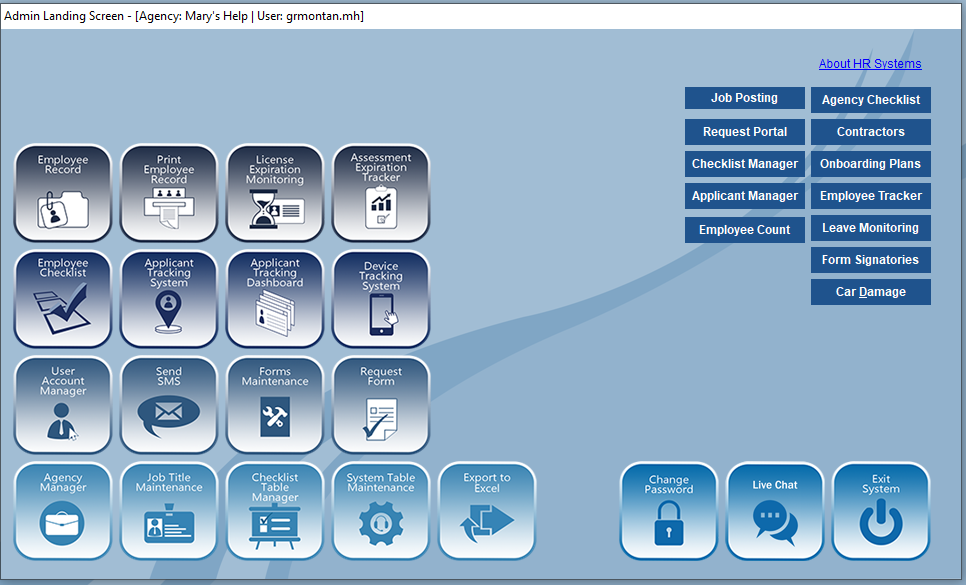 Admin Landing Screen - [Agency: Mary's Help | User: grmontan.mh]
About HR Systems
Job Posting
Agency Checklist
Request Portal
Contractors
Checklist Manager
Onboarding Plans
Applicant Manager
Employee Tracker
Employee Count
Leave Monitoring
Form Signatories
Car Damage
Employee
Record
Print
Employee
Record
License
Expiration
Monitoring
Assessment
Expiration
Tracker
Employee
Checklist
Applicant
Tracking
System
Applicant
Tracking
Dashboard
Device
Tracking
System
User
Account
Manager
Send
SMS
Forms
Maintenance
Request
Form
Agency
Manager
Job Title
Maintenance
Checklist
Table
Manager
System Table
Maintenance
Export to
Excel
Change
Password
Live Chat
Exit
System